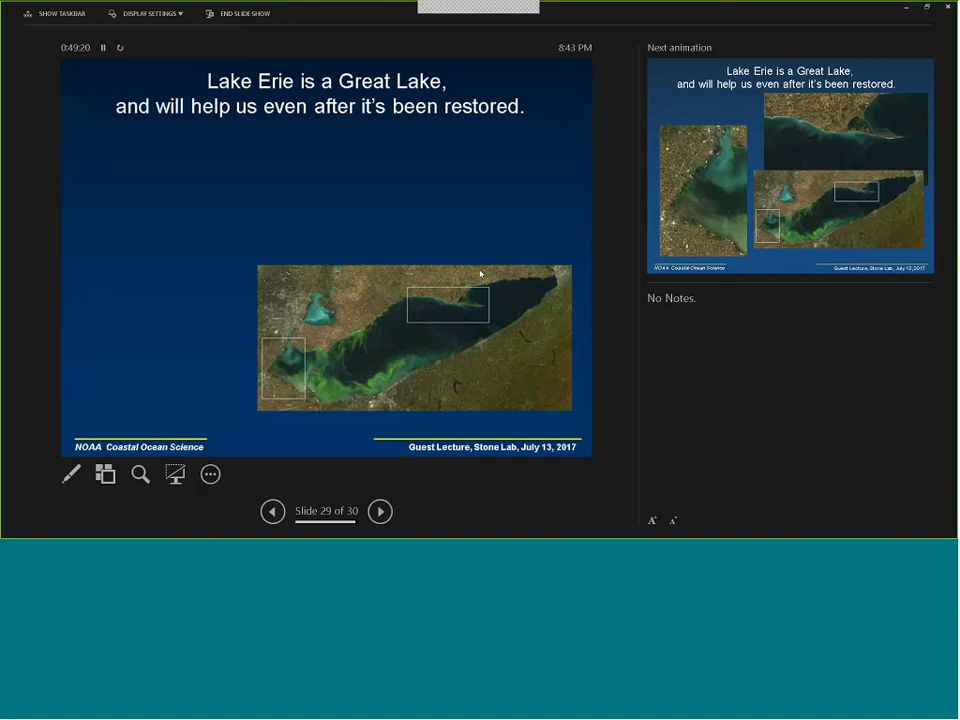 SHOW TASKBAR
DISPLAY SETTINGS ▾
END SLIDE SHOW
0:49:20
8:43 PM
Lake Erie is a Great Lake,
and will help us even after it's been restored.
NOAA Coastal Ocean Science
Guest Lecture, Stone Lab, July 13, 2017
Slide 29 of 30
Next animation
Lake Erie is a Great Lake,
and will help us even after it's been restored.
NOAA Coastal Ocean Science
Guest Lecture, Stone Lab, July 13, 2017
No Notes.
A A